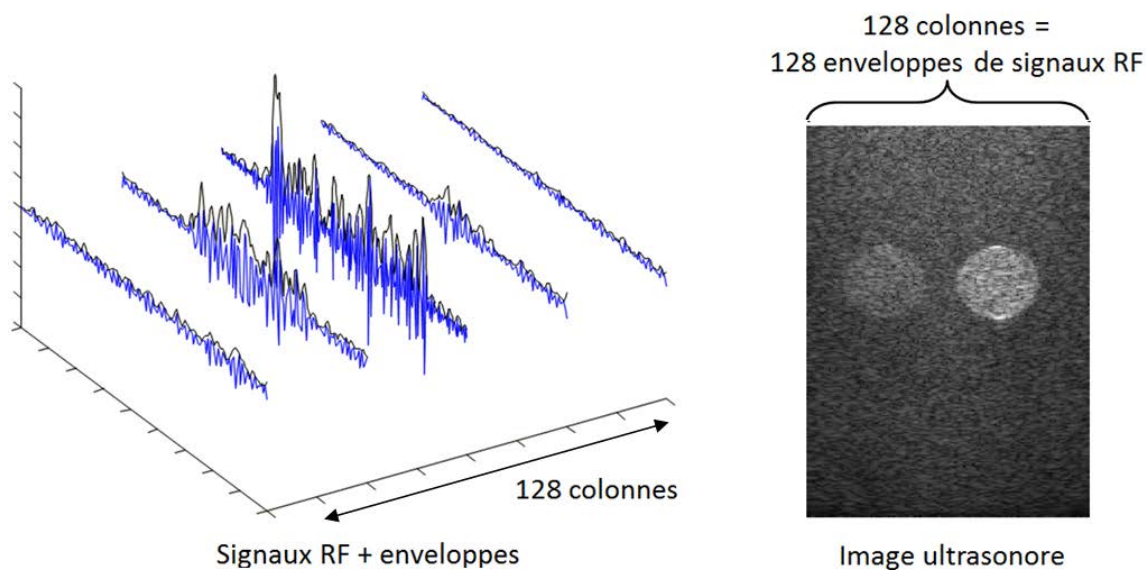 128 colonnes =
128 enveloppes de signaux RF
128 colonnes
Signaux RF + enveloppes
Image ultrasonore